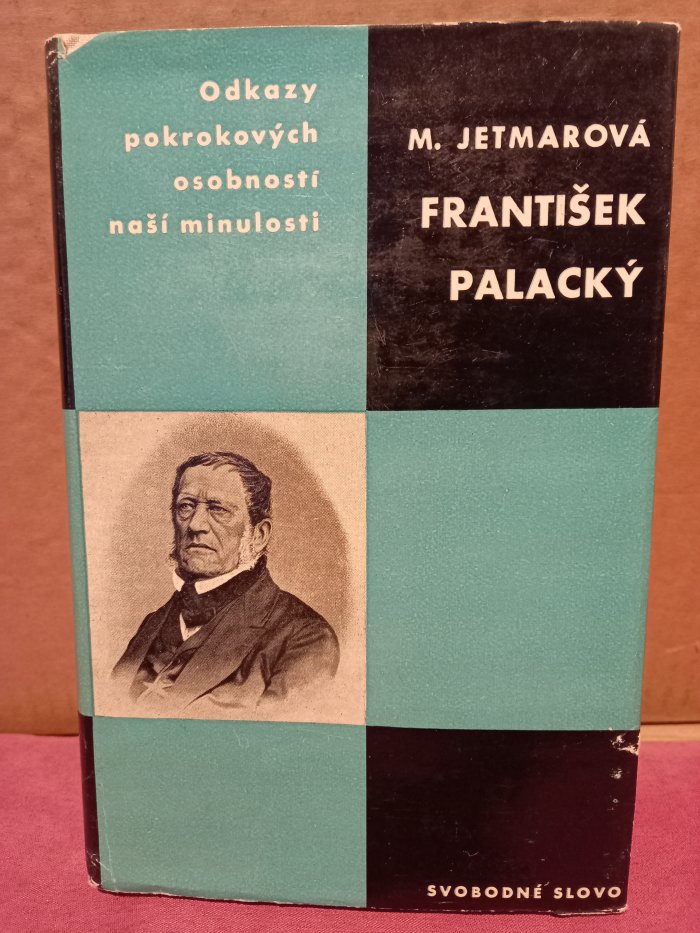 Odkazy
pokrokových
osobností
naší minulosti
M. JETMAROVÁ
FRANTIŠEK
PALACKÝ
SVOBODNÉ SLOVO